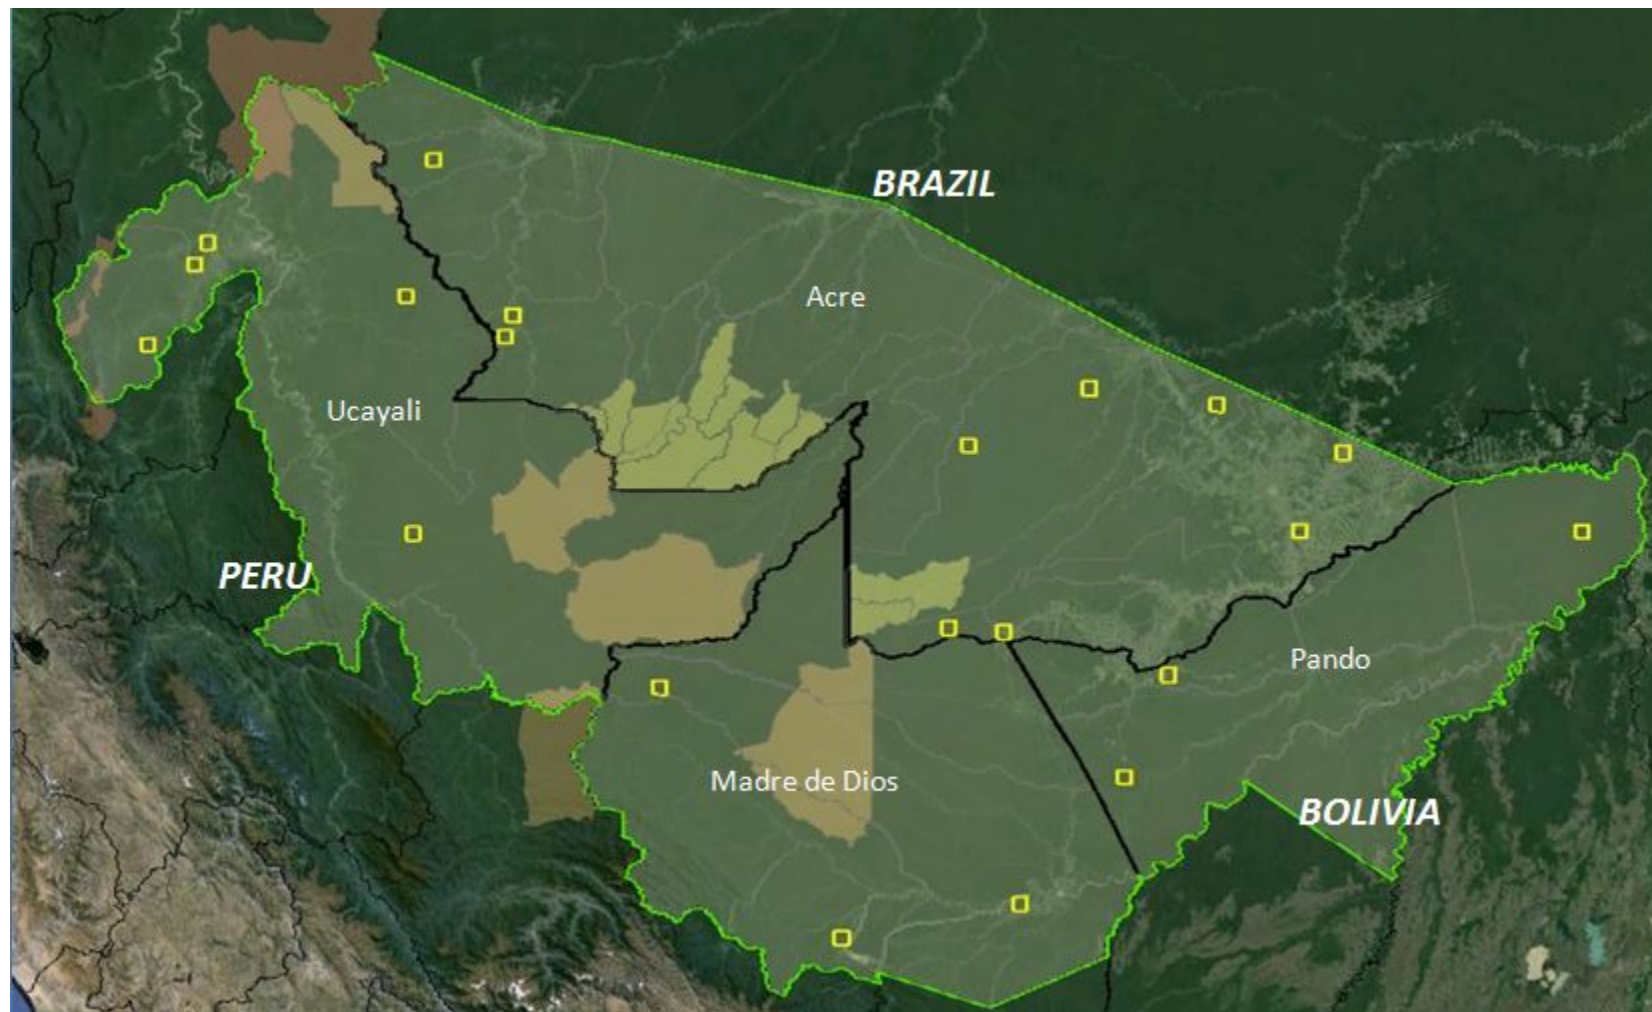 BRAZIL
Acre
Ucayali
PERU
Pando
Madre de Dios
BOLIVIA